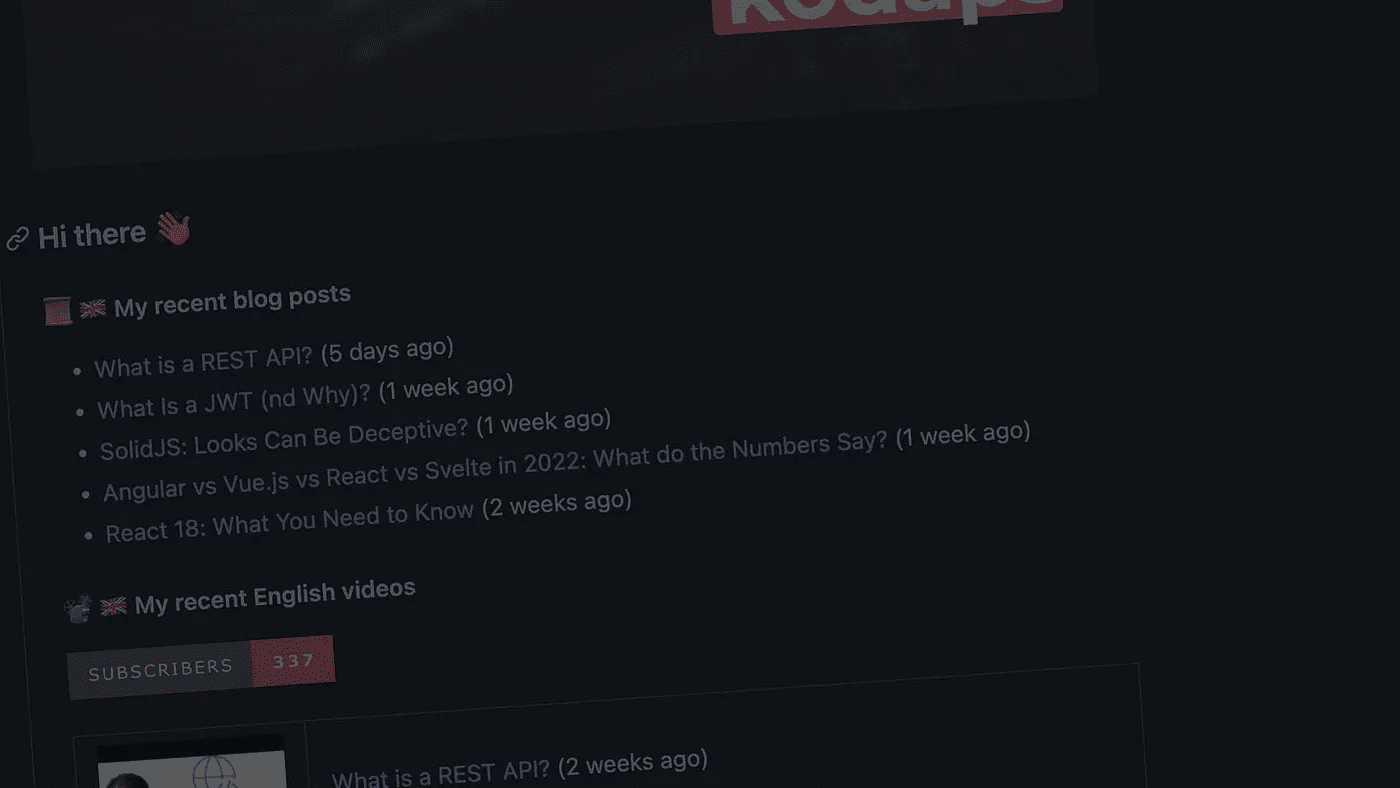 Hi there 👋
📜 🇬🇧 My recent blog posts
• What is a REST API? (5 days ago)
• What Is a JWT (nd Why)? (1 week ago)
• SolidJS: Looks Can Be Deceptive? (1 week ago)
• Angular vs Vue.js vs React vs Svelte in 2022: What do the Numbers Say? (1 week ago)
• React 18: What You Need to Know (2 weeks ago)
📽 🇬🇧 My recent English videos
SUBSCRIBERS 337
What is a REST API? (2 weeks ago)